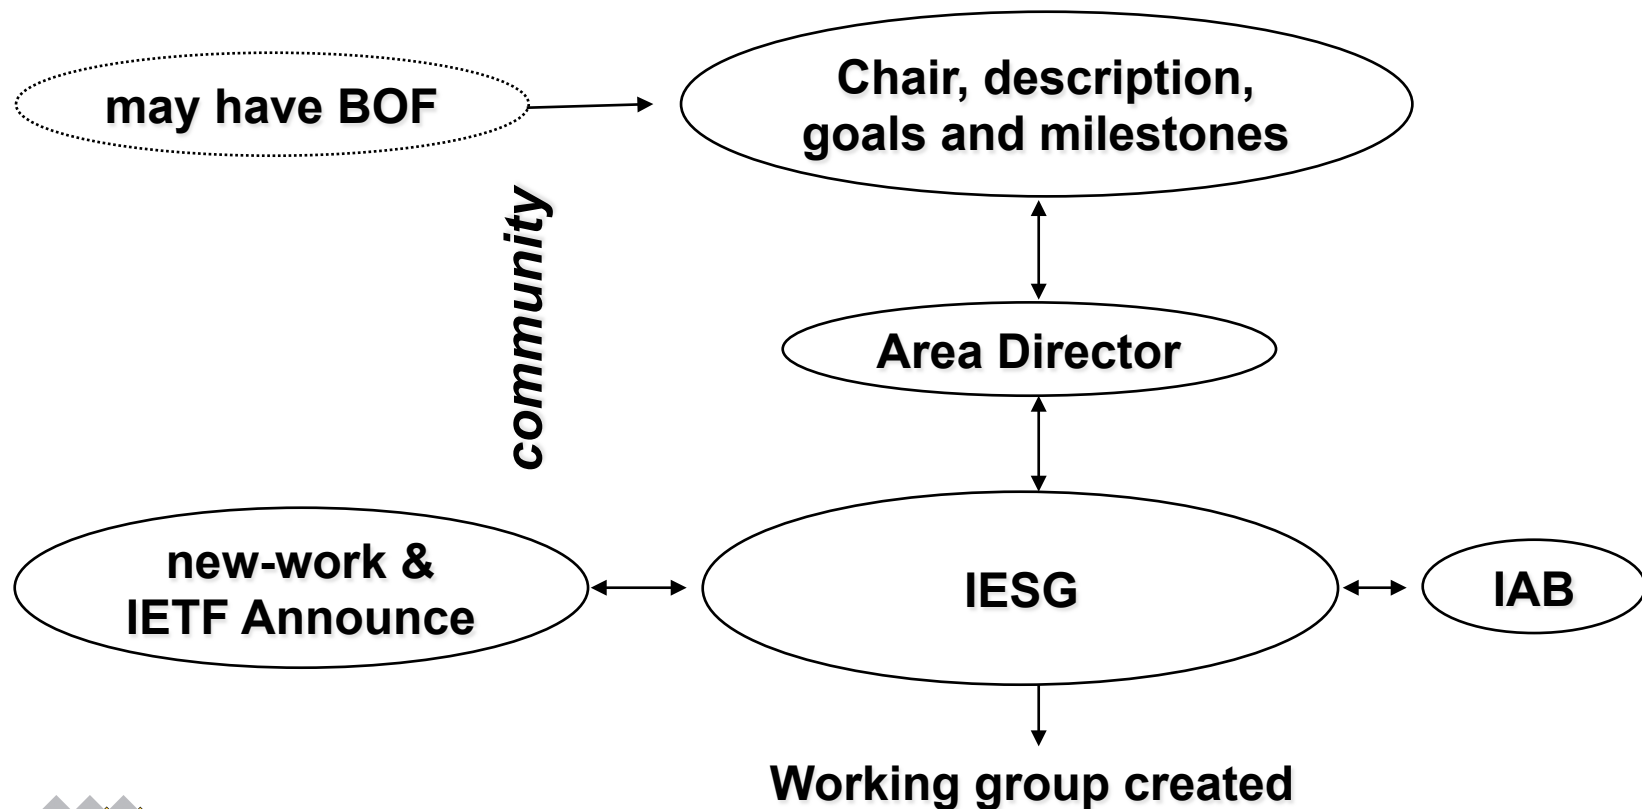 may have BOF
Chair, description,
goals and milestones
community
Area Director
new-work &
IETF Announce
IESG
IAB
Working group created